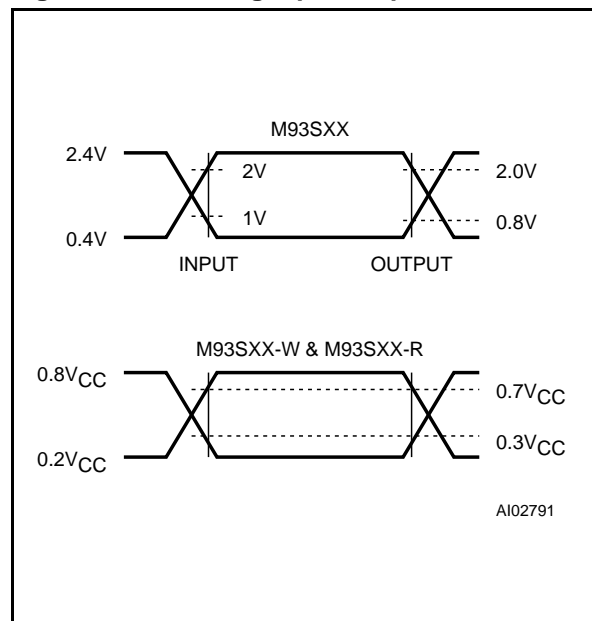 M93SXX
2.4V
2V
2.0V
1V
0.8V
0.4V
INPUT
OUTPUT
M93SXX-W & M93SXX-R
0.8VCC
0.7VCC
0.3VCC
0.2VCC
AI02791